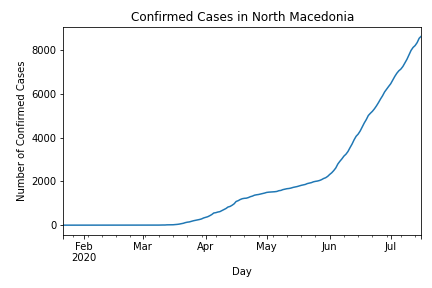 Confirmed Cases in North Macedonia
Number of Confirmed Cases
8000
6000
4000
2000
0
Feb Mar Apr May Jun Jul
2020
Day